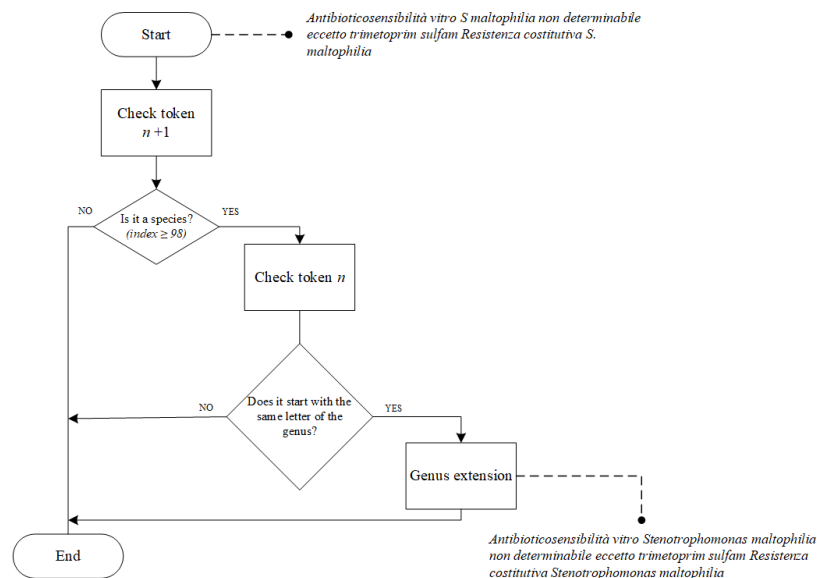 Start
Antibioticosensibilità vitro S maltophilia non determinabile
eccetto trimetoprim sulfam Resistenza costitutiva S.
maltophilia
Check token
n +1
NO
Is it a species?
(index ≥ 98)
YES
Check token n
NO
Does it start with the
same letter of the
genus?
YES
Genus extension
End
Antibioticosensibilità vitro Stenotrophomonas maltophilia
non determinabile eccetto trimetoprim sulfam Resistenza
costitutiva Stenotrophomonas maltophilia